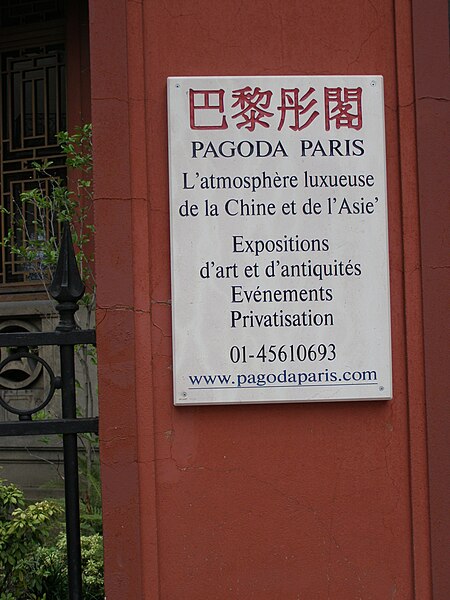 巴黎彤閣
PAGODA PARIS
L'atmosphère luxueuse
de la Chine et de l'Asie'
Expositions
d'art et d'antiquités
Evénements
Privatisation
01-45610693
www.pagodaparis.com